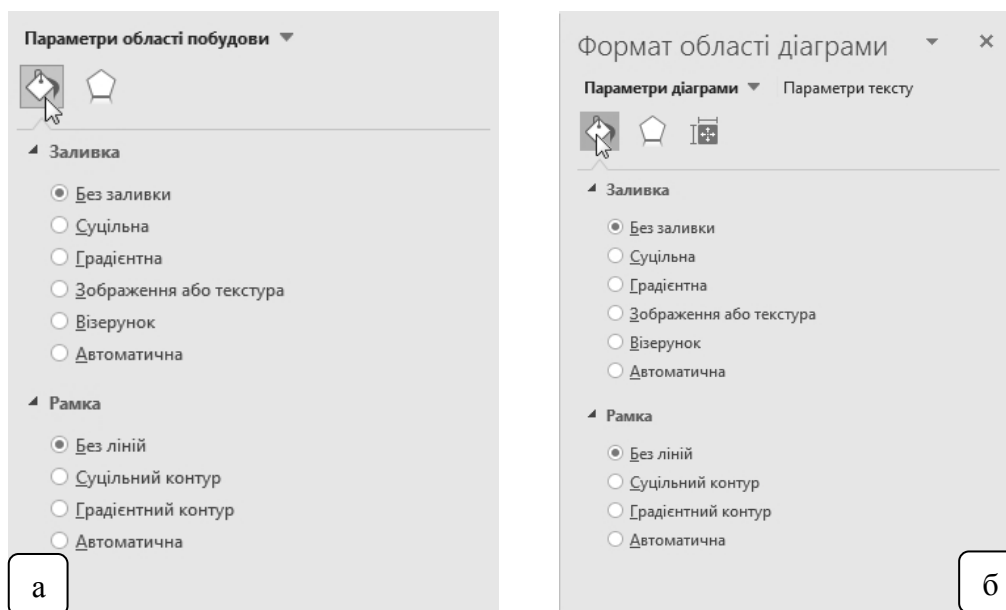 Параметри області побудови
Заливка
Без заливки
Суцільна
Градієнтна
Зображення або текстура
Візерунок
Автоматична
Рамка
Без ліній
Суцільний контур
Градієнтний контур
Автоматична
а
Формат області діаграми
Параметри діаграми Параметри тексту
Заливка
Без заливки
Суцільна
Градієнтна
Зображення або текстура
Візерунок
Автоматична
Рамка
Без ліній
Суцільний контур
Градієнтний контур
Автоматична
б